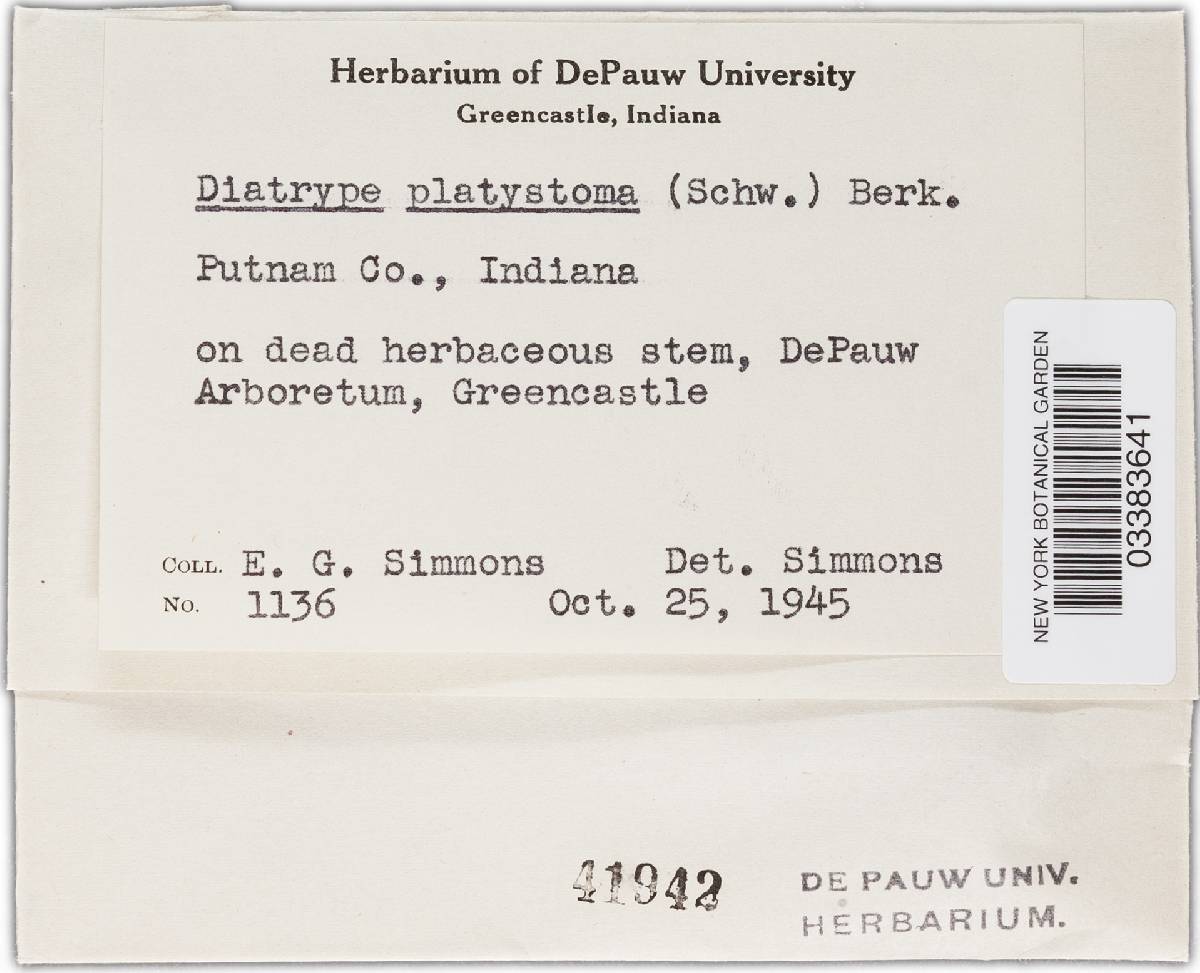 Herbarium of DePauw University
Greencastle, Indiana
Diatrype platystoma (Schw.) Berk.
Putnam Co., Indiana
on dead herbaceous stem, DePauw
Arboretum, Greencastle
COLL. E. G. Simmons Det. Simmons
No. 1136 Oct. 25, 1945
NEW YORK BOTANICAL GARDEN
03383641
41942
DE PAUW UNIV.
HERBARIUM.